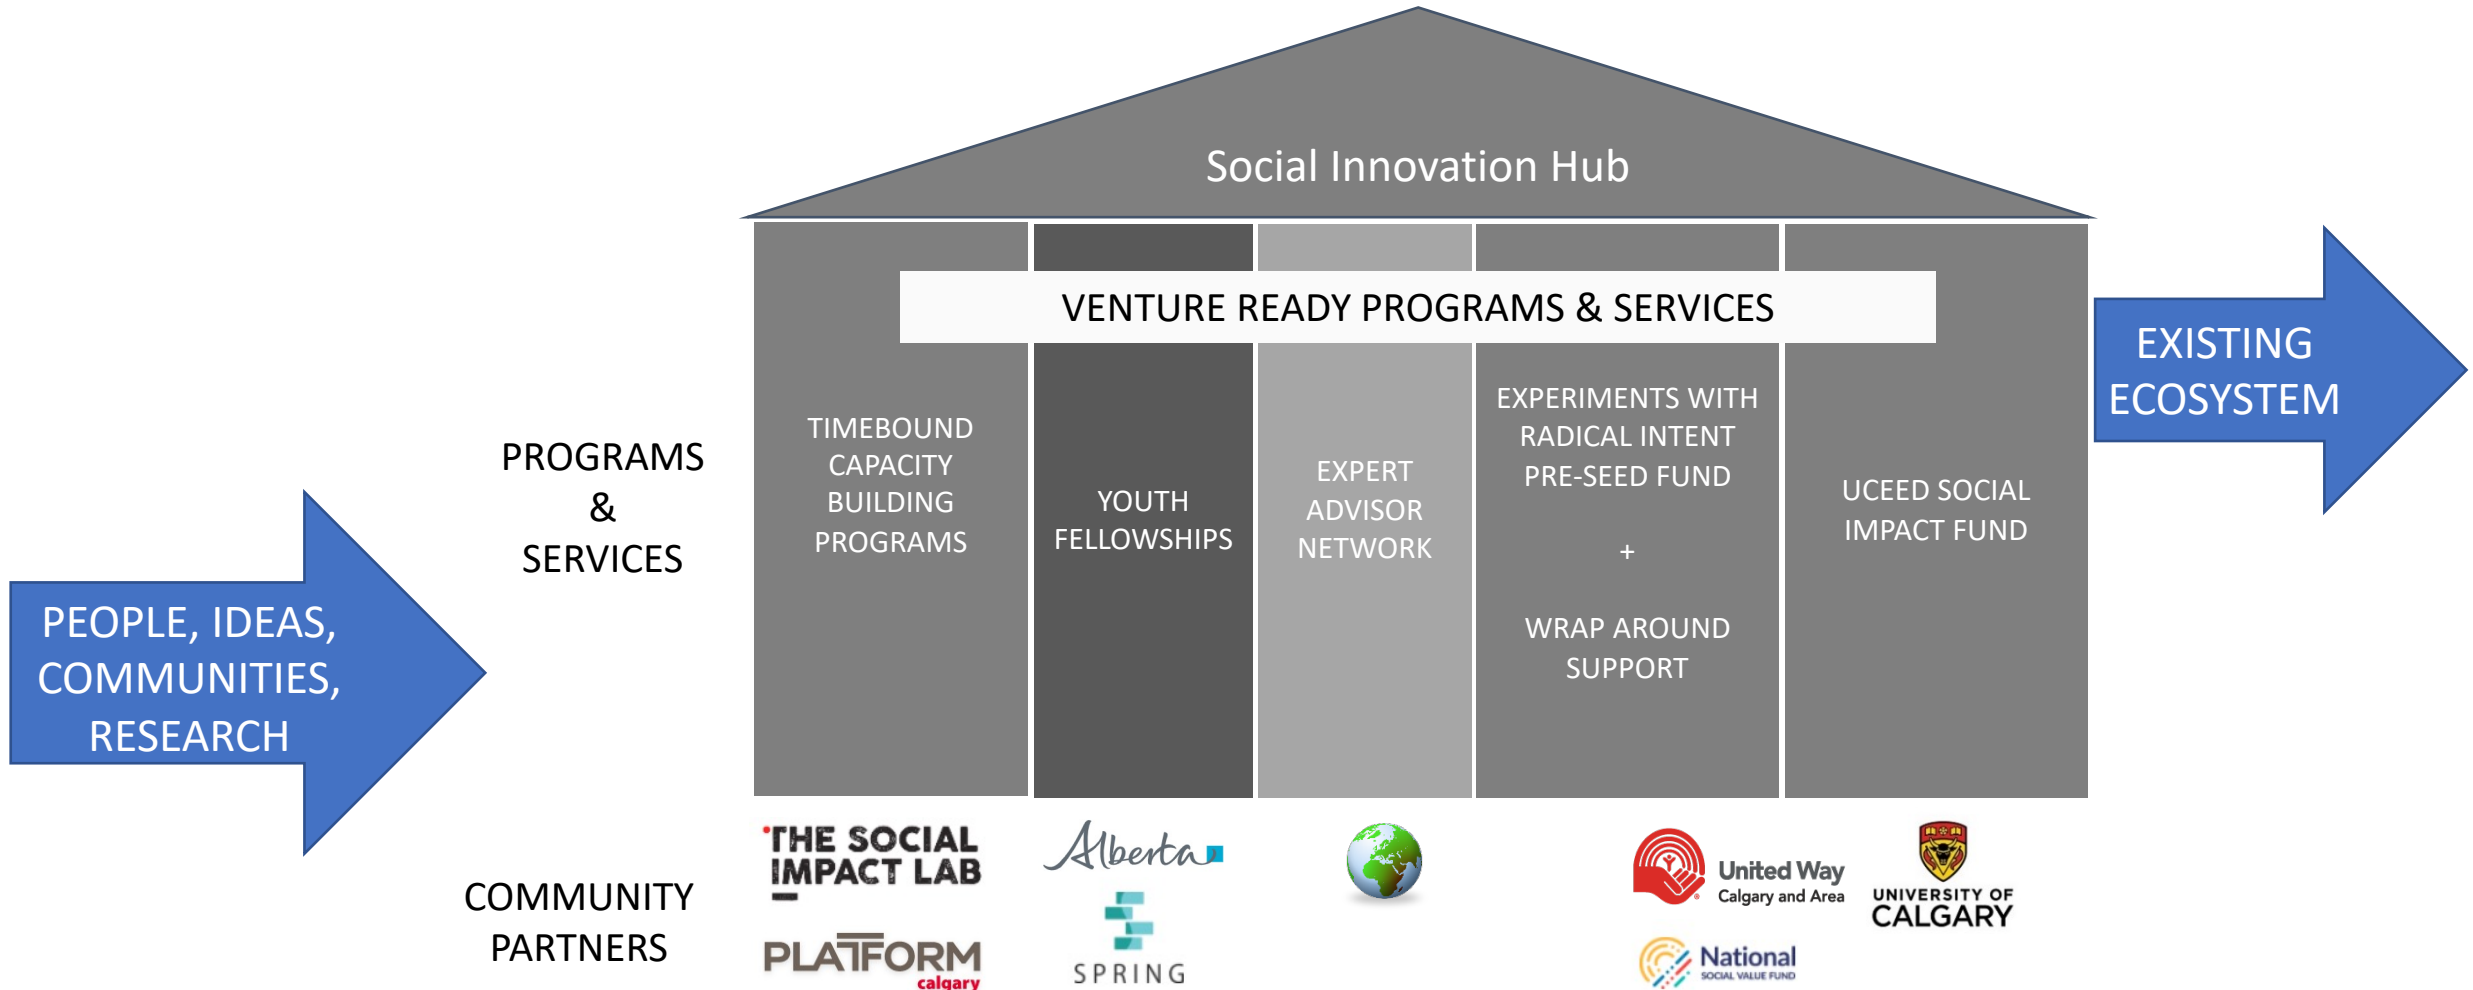 Social Innovation Hub
VENTURE READY PROGRAMS & SERVICES
EXISTING
ECOSYSTEM
PROGRAMS
&
SERVICES
TIMEBOUND
CAPACITY
BUILDING
PROGRAMS
YOUTH
FELLOWSHIPS
EXPERT
ADVISOR
NETWORK
EXPERIMENTS WITH
RADICAL INTENT
PRE-SEED FUND
+
WRAP AROUND
SUPPORT
UCEED SOCIAL
IMPACT FUND
PEOPLE, IDEAS,
COMMUNITIES,
RESEARCH
COMMUNITY
PARTNERS
THE SOCIAL
IMPACT LAB
PLATFORM
calgary
Alberta
SPRING
United Way
Calgary and Area
National
SOCIAL VALUE FUND
UNIVERSITY OF
CALGARY